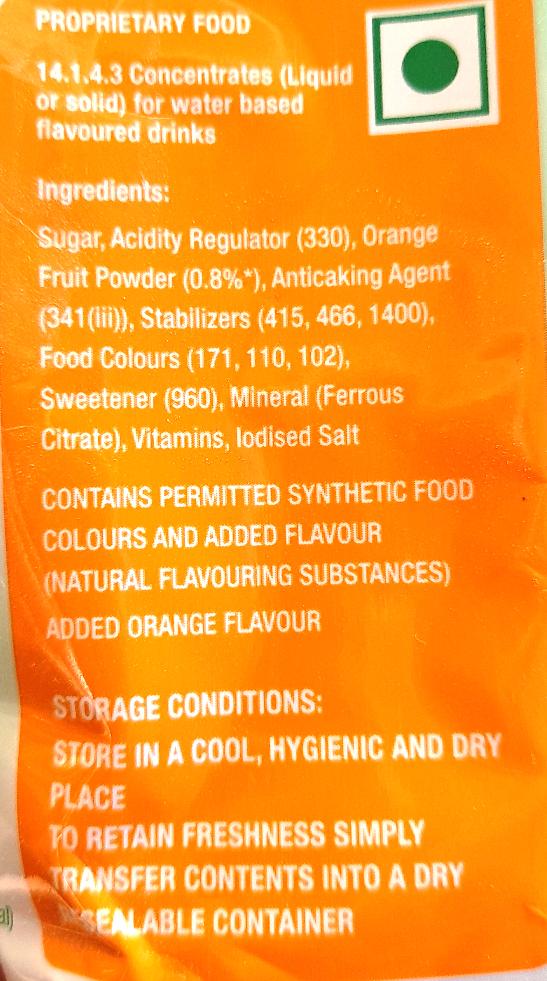 PROPRIETARY FOOD
14.1.4.3 Concentrates (Liquid
or solid) for water based
flavoured drinks
Ingredients:
Sugar, Acidity Regulator (330), Orange
Fruit Powder (0.8%*), Anticaking Agent
(341(iii)), Stabilizers (415, 466, 1400),
Food Colours (171, 110, 102),
Sweetener (960), Mineral (Ferrous
Citrate), Vitamins, Iodised Salt
CONTAINS PERMITTED SYNTHETIC FOOD
COLOURS AND ADDED FLAVOUR
(NATURAL FLAVOURING SUBSTANCES)
ADDED ORANGE FLAVOUR
STORAGE CONDITIONS:
STORE IN A COOL, HYGIENIC AND DRY
PLACE
TO RETAIN FRESHNESS SIMPLY
TRANSFER CONTENTS INTO A DRY
RESEALABLE CONTAINER